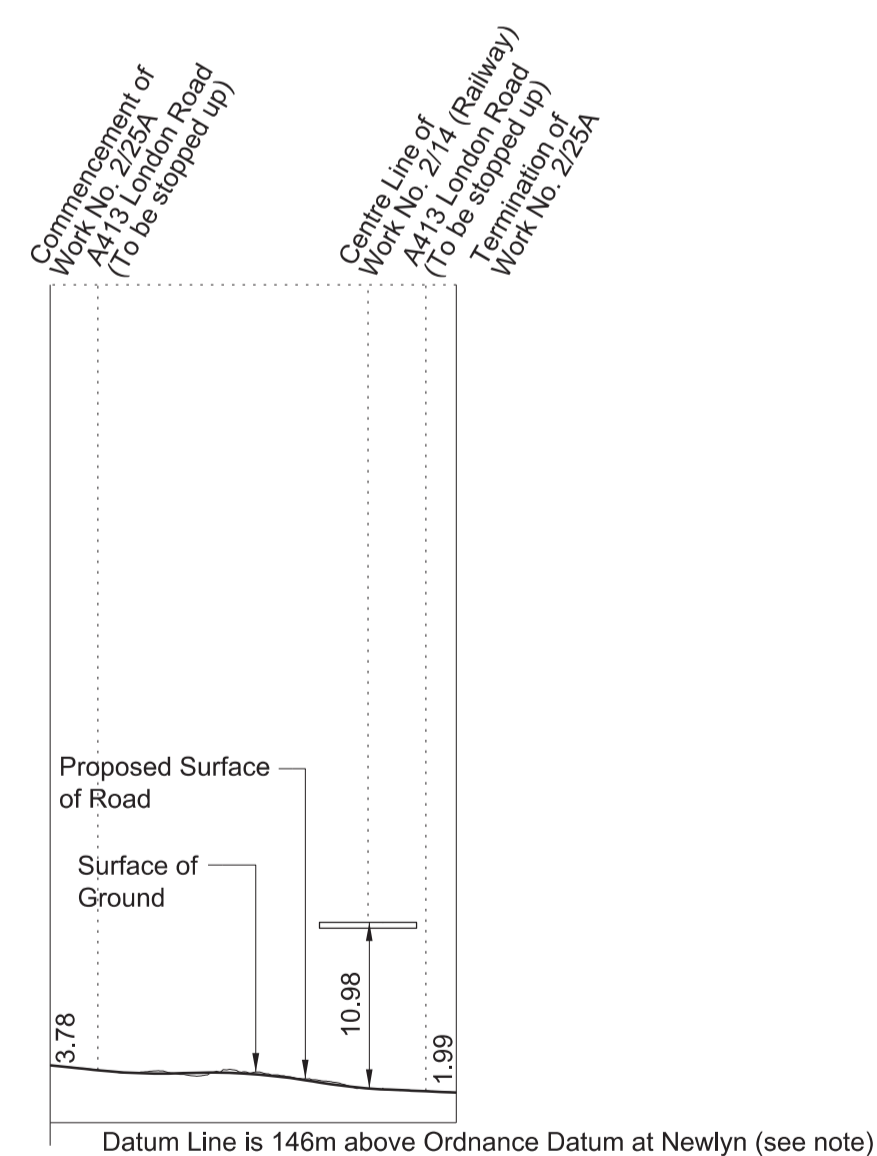 Commencement of
Work No. 2/25A
A413 London Road
(To be stopped up)
Centre Line of
Work No. 2/14 (Railway)
A413 London Road
(To be stopped up)
Termination of
Work No. 2/25A
Proposed Surface
of Road
Surface of
Ground
3.78
10.98
1.99
Datum Line is 146m above Ordnance Datum at Newlyn (see note)